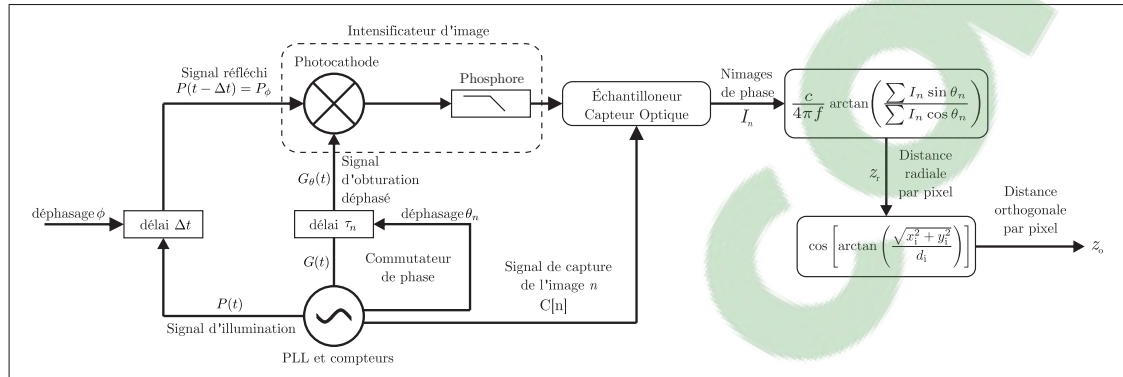 Intensificateur d'image
Signal réfléchi
P(t − Δt) = P_ϕ
Photocathode
Phosphore
Échantilloneur
Capteur Optique
Nimages
de phase
I_n
c/4πf arctan(∑ I_n sin θ_n / ∑ I_n cos θ_n)
G_θ(t)
Signal
d'obturation
déphasé
z_r
Distance
radiale
par pixel
Distance
orthogonale
par pixel
déphasage ϕ
délai Δt
délai τ_n
déphasage θ_n
cos [arctan (√(x_i² + y_i²) / d_i)]
z_o
G(t)
Commutateur
de phase
Signal de capture
de l'image n
C[n]
P(t)
Signal d'illumination
PLL et compteurs